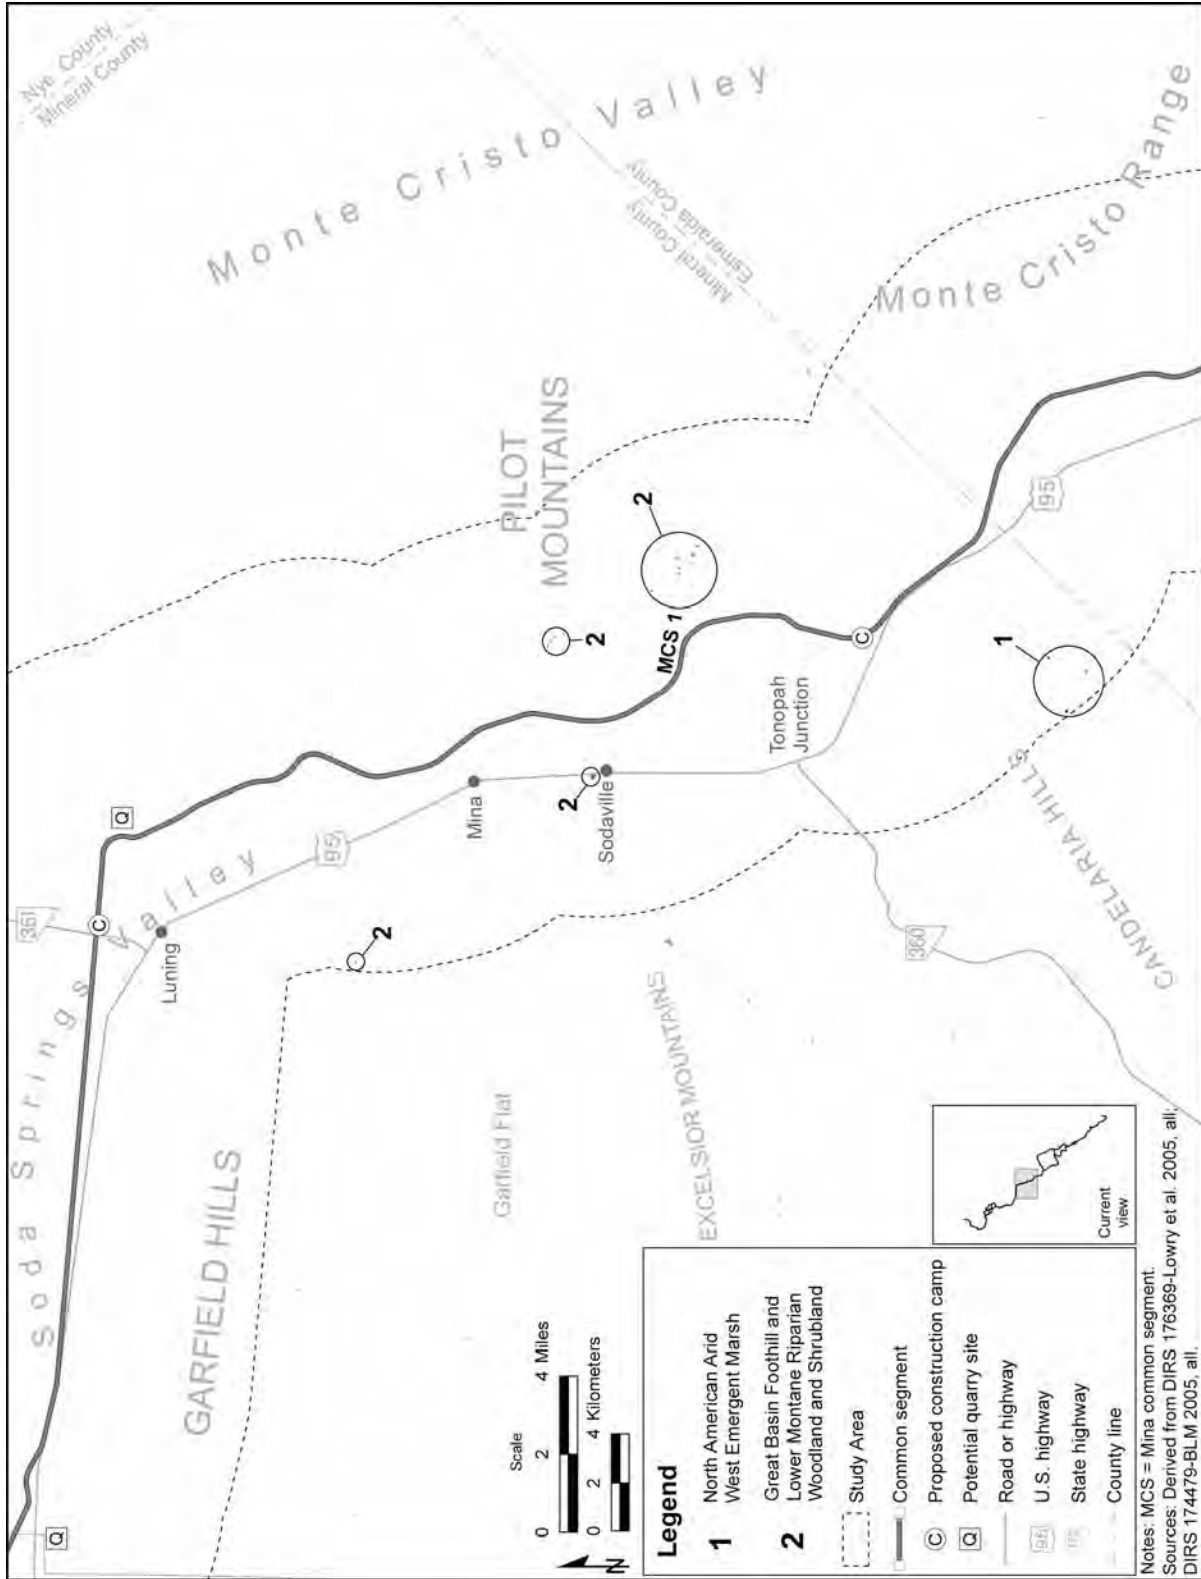 Nye County
Mineral County
Monte Cristo Valley
Mineral County
Esmeralda County
Monte Cristo Range
PILOT
MOUNTAINS
2
2
MCS 1
C
95
1
Tonopah
Junction
2
Sodaville
Mina
Q
361
C
Soda Springs Valley
95
Luning
2
360
CANDELARIA HILLS
EXCELSIOR MOUNTAINS
Garfield Flat
GARFIELD HILLS
Q
Scale
0 2 4 Miles
0 2 4 Kilometers
N
Legend
1 North American Arid
West Emergent Marsh
2 Great Basin Foothill and
Lower Montane Riparian
Woodland and Shrubland
Study Area
Common segment
C Proposed construction camp
Q Potential quarry site
Road or highway
95 U.S. highway
State highway
County line
Current
view
Notes: MCS = Mina common segment.
Sources: Derived from DIRS 176369-Lowry et al. 2005, all;
DIRS 174479-BLM 2005, all.